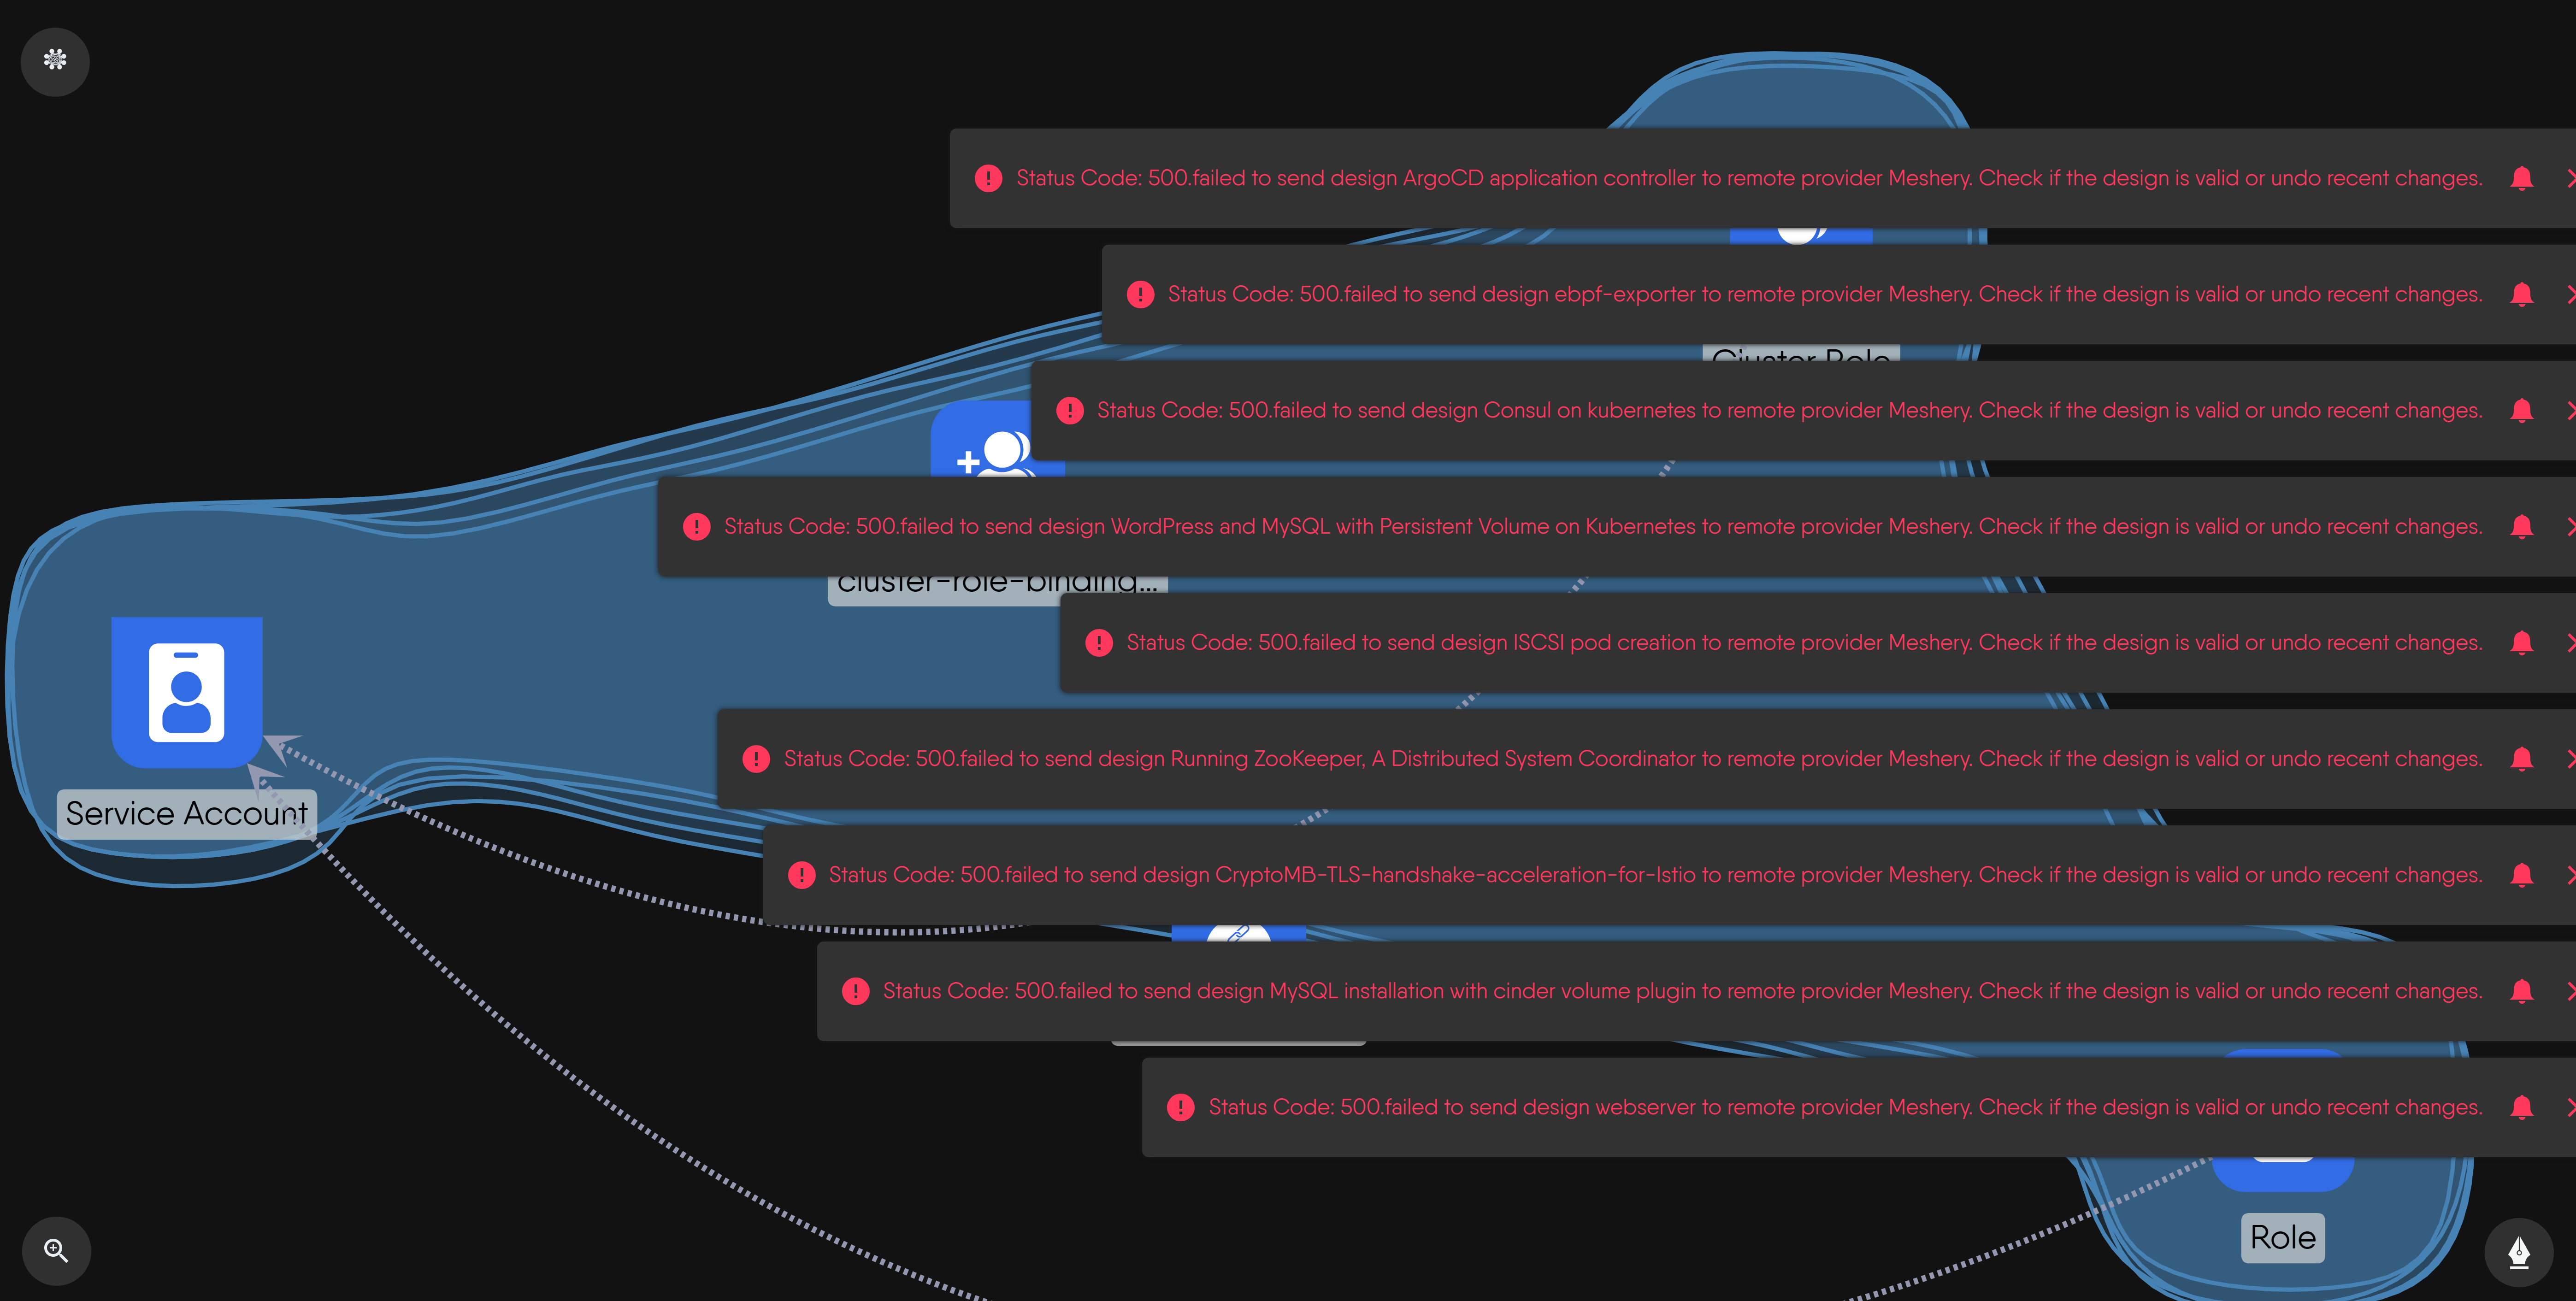 Status Code: 500.failed to send design ArgoCD application controller to remote provider Meshery. Check if the design is valid or undo recent changes.
Status Code: 500.failed to send design ebpf-exporter to remote provider Meshery. Check if the design is valid or undo recent changes.
Cluster Role
Status Code: 500.failed to send design Consul on kubernetes to remote provider Meshery. Check if the design is valid or undo recent changes.
Status Code: 500.failed to send design WordPress and MySQL with Persistent Volume on Kubernetes to remote provider Meshery. Check if the design is valid or undo recent changes.
cluster-role-binding...
Status Code: 500.failed to send design ISCSI pod creation to remote provider Meshery. Check if the design is valid or undo recent changes.
Status Code: 500.failed to send design Running ZooKeeper, A Distributed System Coordinator to remote provider Meshery. Check if the design is valid or undo recent changes.
Service Account
Status Code: 500.failed to send design CryptoMB-TLS-handshake-acceleration-for-Istio to remote provider Meshery. Check if the design is valid or undo recent changes.
Status Code: 500.failed to send design MySQL installation with cinder volume plugin to remote provider Meshery. Check if the design is valid or undo recent changes.
Status Code: 500.failed to send design webserver to remote provider Meshery. Check if the design is valid or undo recent changes.
Role